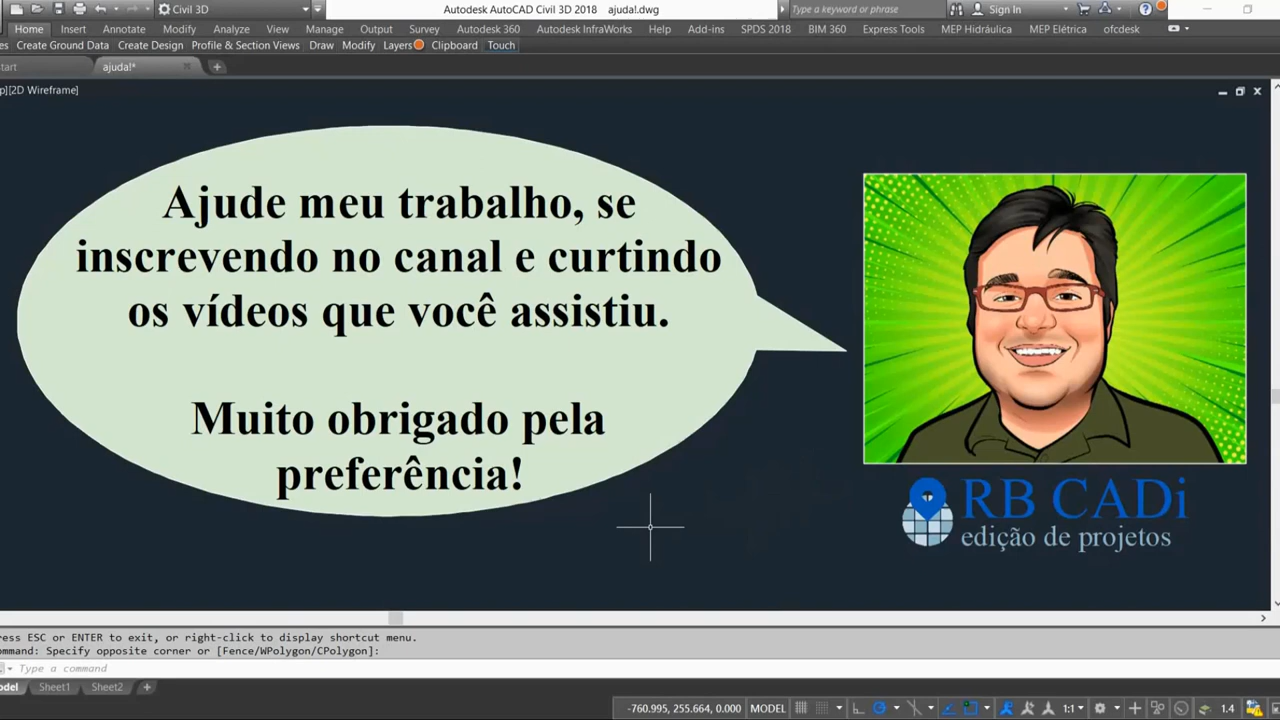 Civil 3D
Autodesk AutoCAD Civil 3D 2018 ajuda!.dwg
Type a keyword or phrase
Sign In
Home Insert Annotate Modify Analyze View Manage Output Survey Autodesk 360 Autodesk InfraWorks Help Add-ins SPDS 2018 BIM 360 Express Tools MEP Hidráulica MEP Elétrica ofcdesk
Create Ground Data Create Design Profile & Section Views Draw Modify Layers Clipboard Touch
tart ajuda!*
p][2D Wireframe]
Ajude meu trabalho, se
inscrevendo no canal e curtindo
os vídeos que você assistiu.
Muito obrigado pela
preferência!
RB CADi
edição de projetos
ress ESC or ENTER to exit, or right-click to display shortcut menu.
ommand: Specify opposite corner or [Fence/WPolygon/CPolygon]:
Type a command
odel Sheet1 Sheet2
-760.995, 255.664, 0.000 MODEL 1:1 1.4